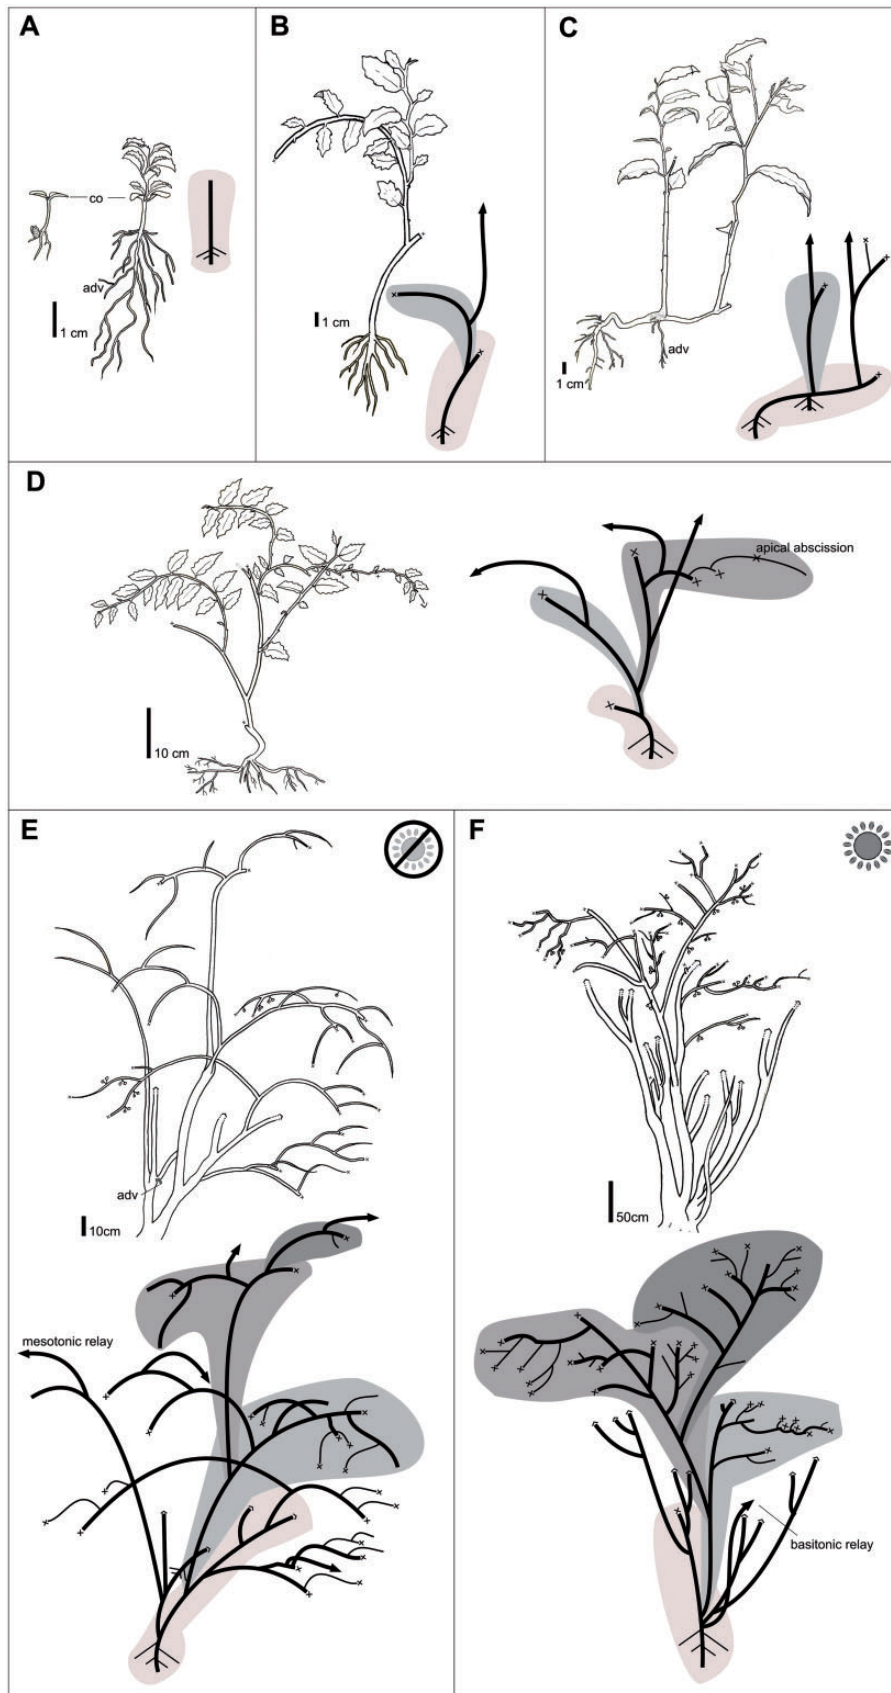 A
B
C
co
adv
1 cm
1 cm
adv
1 cm
D
apical abscission
10 cm
E
F
adv
10cm
50cm
mesotonic relay
basitonic relay